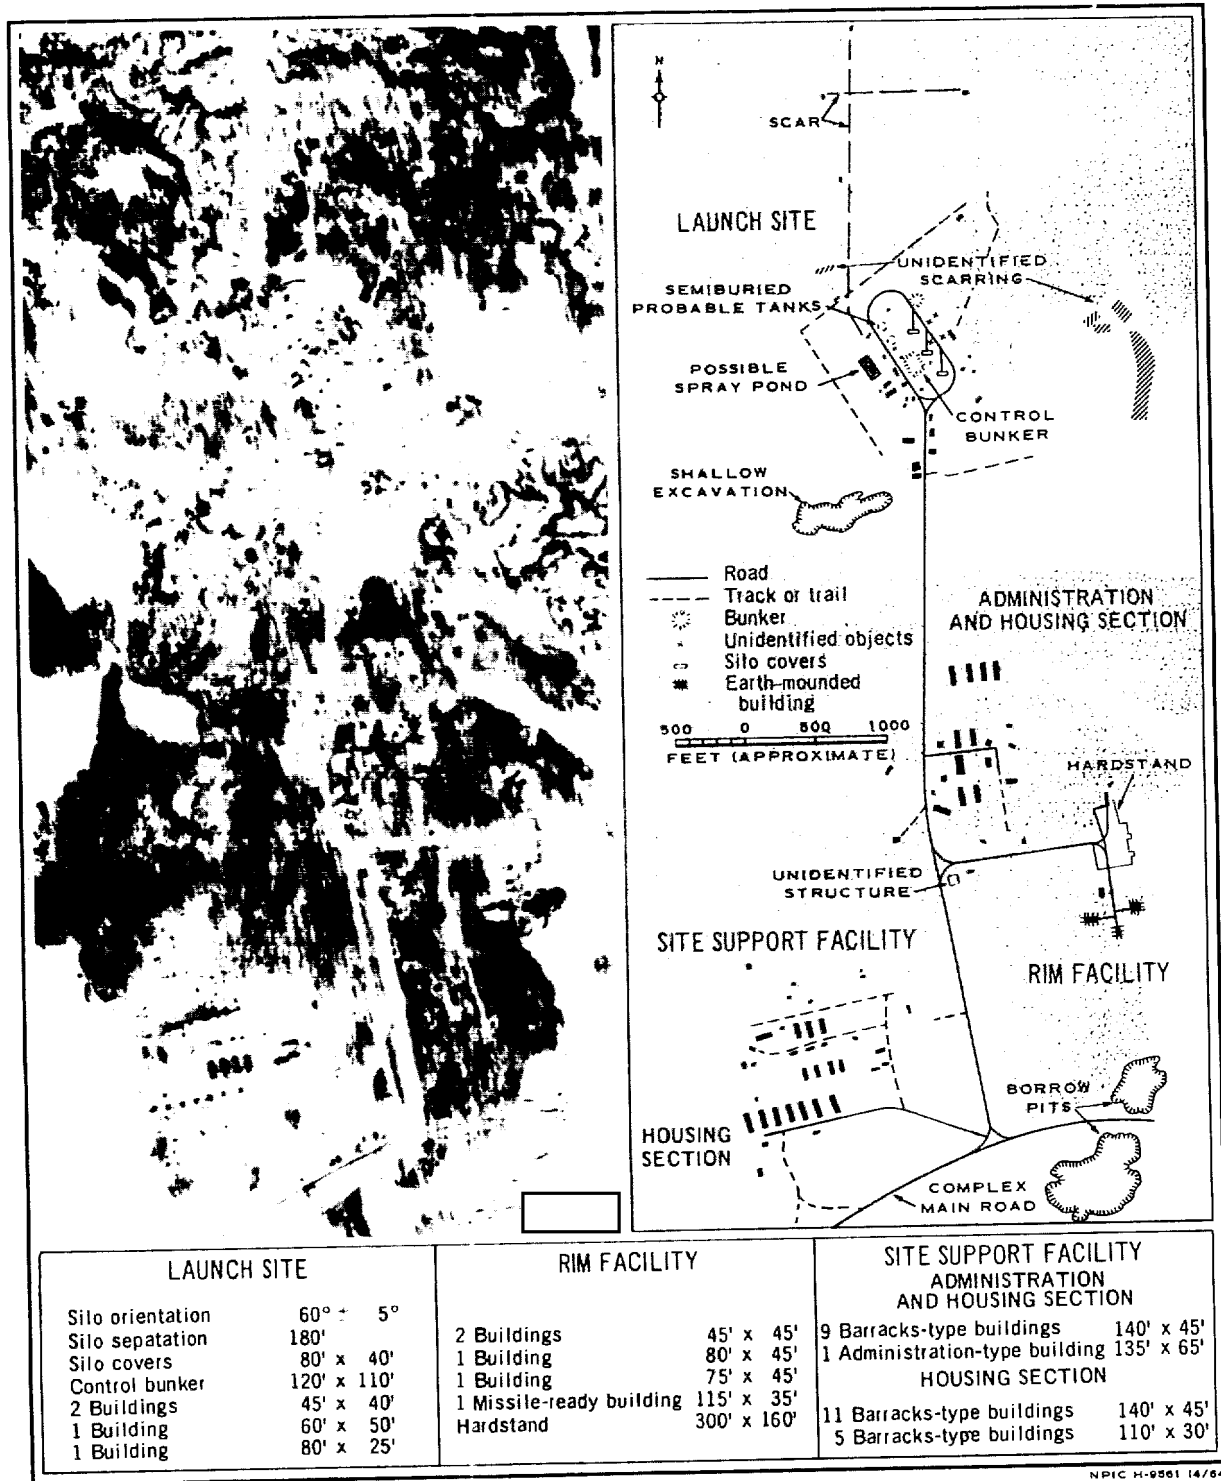 N
SCAR
LAUNCH SITE
UNIDENTIFIED
SCARRING
SEMIBURIED
PROBABLE TANKS
POSSIBLE
SPRAY POND
CONTROL
BUNKER
SHALLOW
EXCAVATION
Road
Track or trail
Bunker
Unidentified objects
Silo covers
Earth-mounded
building
500 0 500 1000
FEET (APPROXIMATE)
ADMINISTRATION
AND HOUSING SECTION
HARDSTAND
UNIDENTIFIED
STRUCTURE
SITE SUPPORT FACILITY
RIM FACILITY
BORROW
PITS
HOUSING
SECTION
COMPLEX
MAIN ROAD
LAUNCH SITE
Silo orientation 60° ± 5°
Silo sepatation 180'
Silo covers 80' x 40'
Control bunker 120' x 110'
2 Buildings 45' x 40'
1 Building 60' x 50'
1 Building 80' x 25'
RIM FACILITY
2 Buildings 45' x 45'
1 Building 80' x 45'
1 Building 75' x 45'
1 Missile-ready building 115' x 35'
Hardstand 300' x 160'
SITE SUPPORT FACILITY
ADMINISTRATION
AND HOUSING SECTION
9 Barracks-type buildings 140' x 45'
1 Administration-type building 135' x 65'
HOUSING SECTION
11 Barracks-type buildings 140' x 45'
5 Barracks-type buildings 110' x 30'
NPIC H-9561